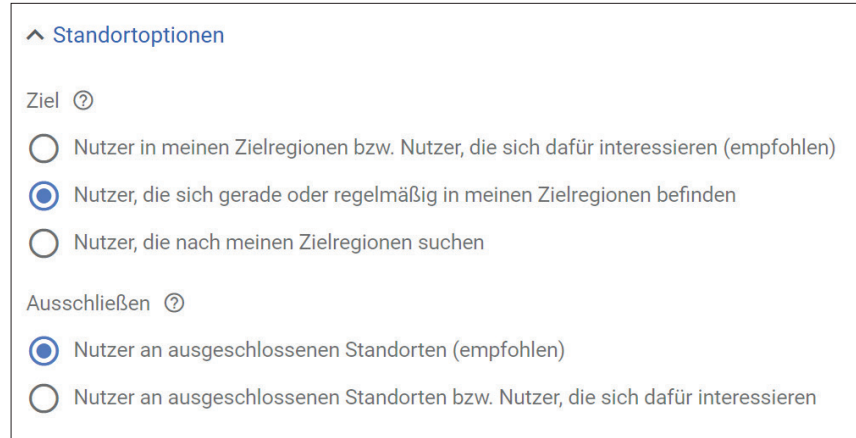 Standortoptionen
Ziel
Nutzer in meinen Zielregionen bzw. Nutzer, die sich dafür interessieren (empfohlen)
Nutzer, die sich gerade oder regelmäßig in meinen Zielregionen befinden
Nutzer, die nach meinen Zielregionen suchen
Ausschließen
Nutzer an ausgeschlossenen Standorten (empfohlen)
Nutzer an ausgeschlossenen Standorten bzw. Nutzer, die sich dafür interessieren